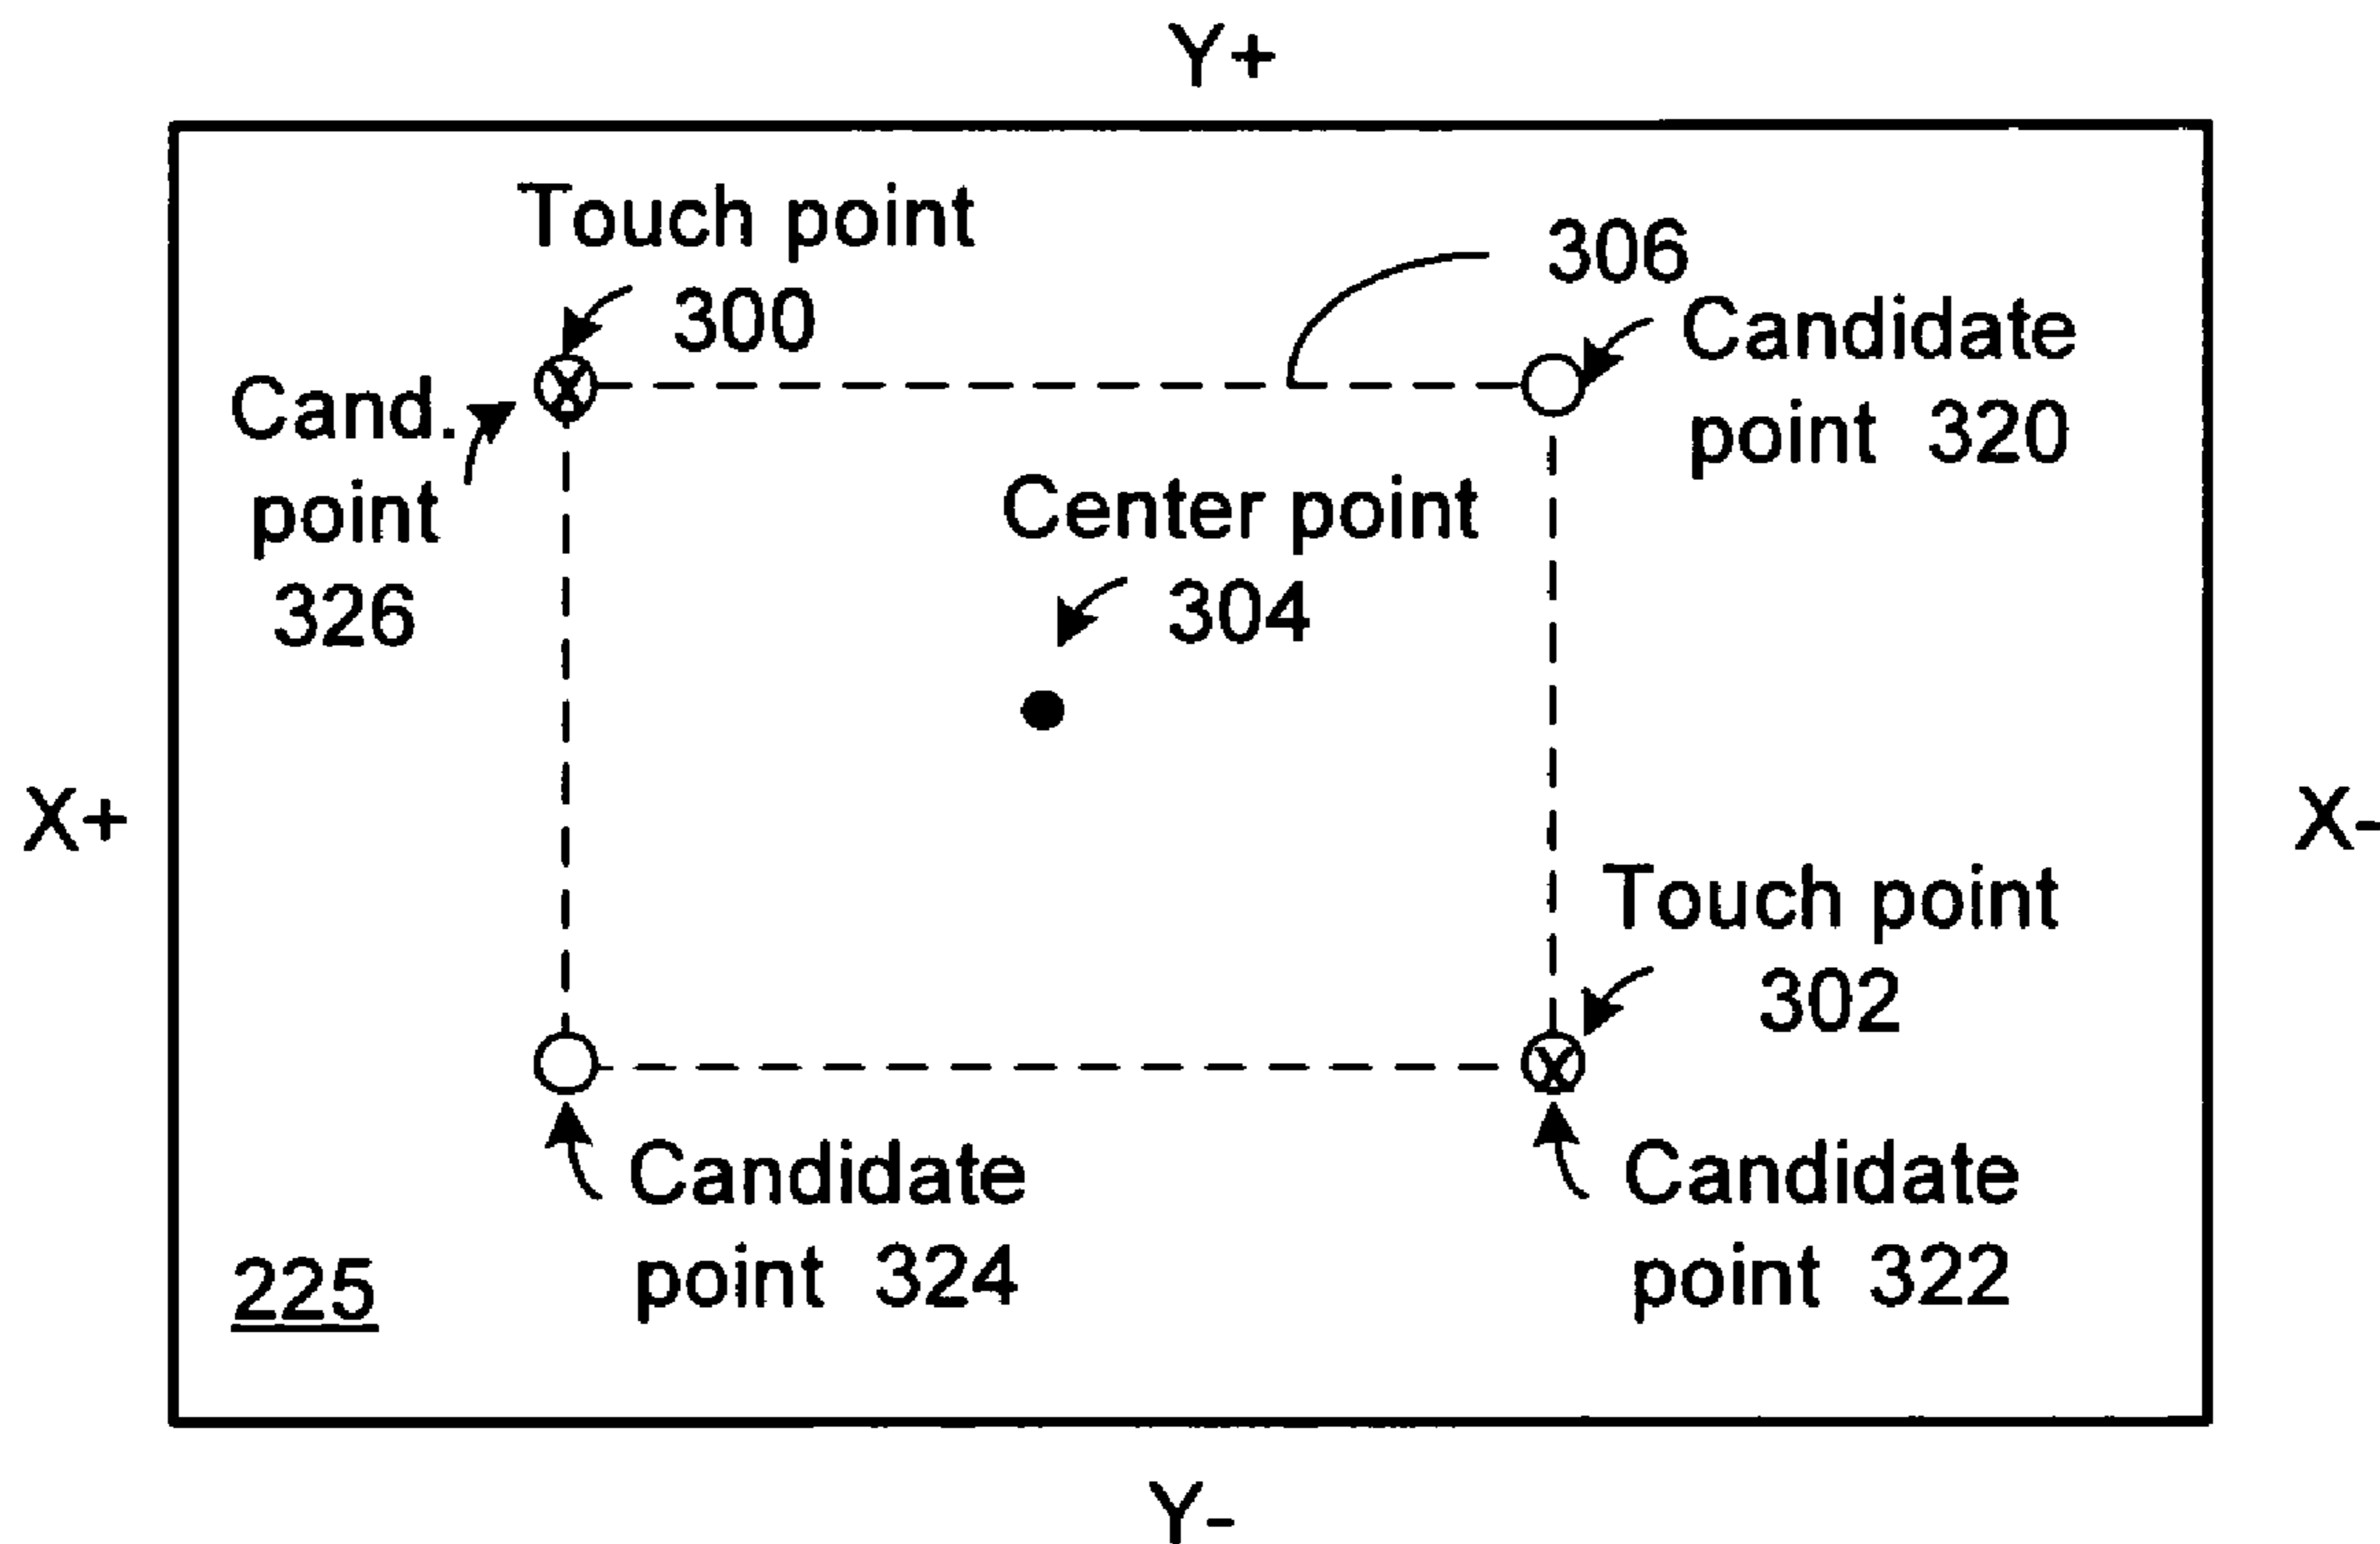 Y+
Touch point
300
306
Candidate
point 320
Cand.
point
326
Center point
304
X+
X-
Touch point
302
Candidate
point 324
Candidate
point 322
225
Y-